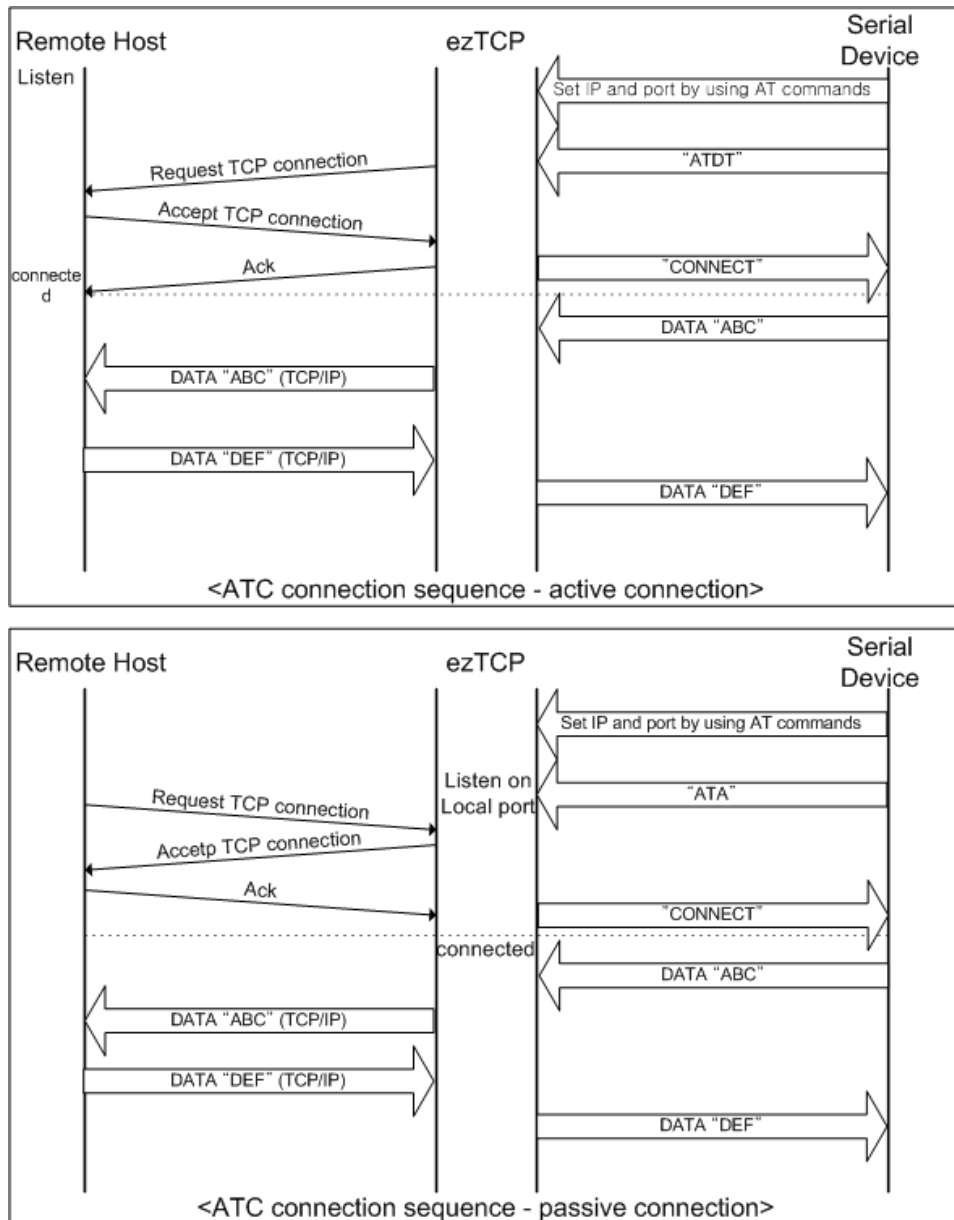 Remote Host
ezTCP
Serial
Device
Listen
Set IP and port by using AT commands
"ATDT"
Request TCP connection
Accept TCP connection
Ack
"CONNECT"
connecte
d
DATA "ABC"
DATA "ABC" (TCP/IP)
DATA "DEF" (TCP/IP)
DATA "DEF"
<ATC connection sequence - active connection>
Remote Host
ezTCP
Serial
Device
Set IP and port by using AT commands
Listen on
Local port
"ATA"
Request TCP connection
Accetp TCP connection
Ack
"CONNECT"
connected
DATA "ABC"
DATA "ABC" (TCP/IP)
DATA "DEF" (TCP/IP)
DATA "DEF"
<ATC connection sequence - passive connection>